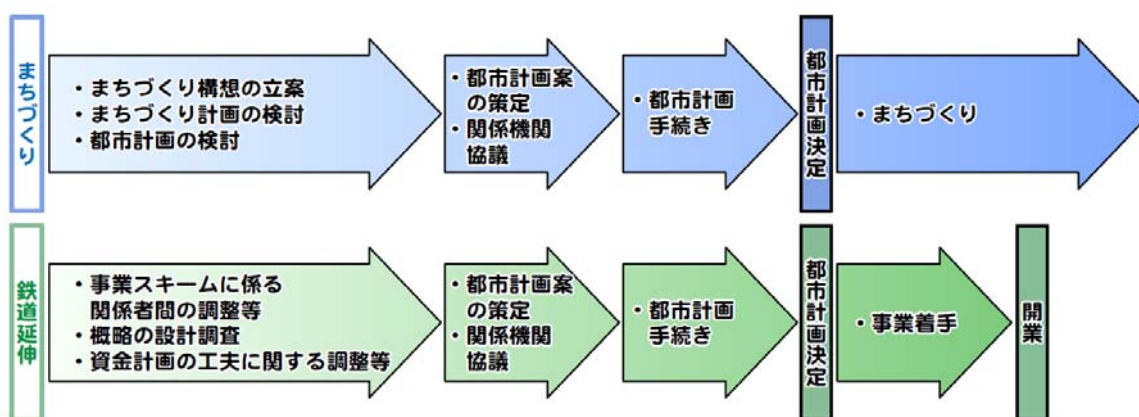 まちづくり
・まちづくり構想の立案
・まちづくり計画の検討
・都市計画の検討
・都市計画案
の策定
・関係機関
協議
・都市計画
手続き
都市計画決定
・まちづくり
鉄道延伸
・事業スキームに係る
関係者間の調整等
・概略の設計調査
・資金計画の工夫に関する調整等
・都市計画案
の策定
・関係機関
協議
・都市計画
手続き
都市計画決定
・事業着手
開業